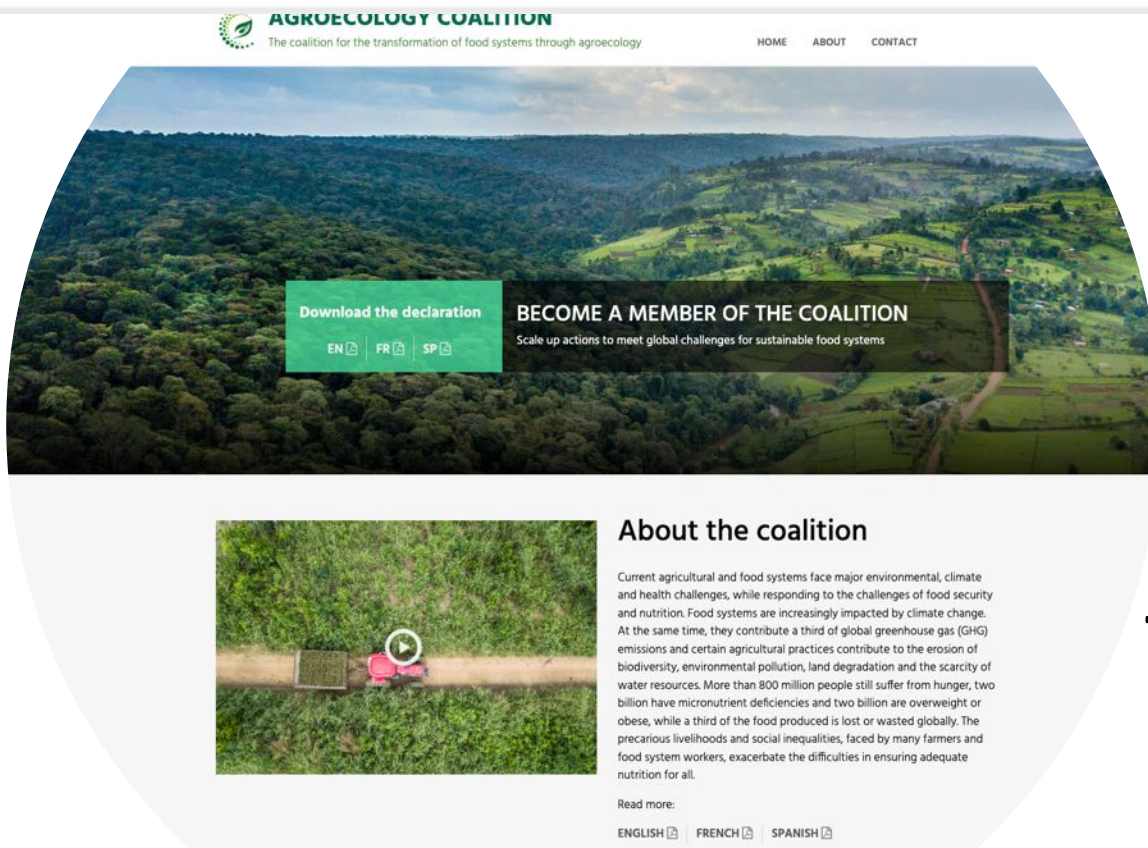 AGROECOLOGY COALITION
The coalition for the transformation of food systems through agroecology
HOME ABOUT CONTACT
Download the declaration
EN FR SP
BECOME A MEMBER OF THE COALITION
Scale up actions to meet global challenges for sustainable food systems
About the coalition
Current agricultural and food systems face major environmental, climate
and health challenges, while responding to the challenges of food security
and nutrition. Food systems are increasingly impacted by climate change.
At the same time, they contribute a third of global greenhouse gas (GHG)
emissions and certain agricultural practices contribute to the erosion of
biodiversity, environmental pollution, land degradation and the scarcity of
water resources. More than 800 million people still suffer from hunger, two
billion have micronutrient deficiencies and two billion are overweight or
obese, while a third of the food produced is lost or wasted globally. The
precarious livelihoods and social inequalities, faced by many farmers and
food system workers, exacerbate the difficulties in ensuring adequate
nutrition for all.
Read more:
ENGLISH FRENCH SPANISH